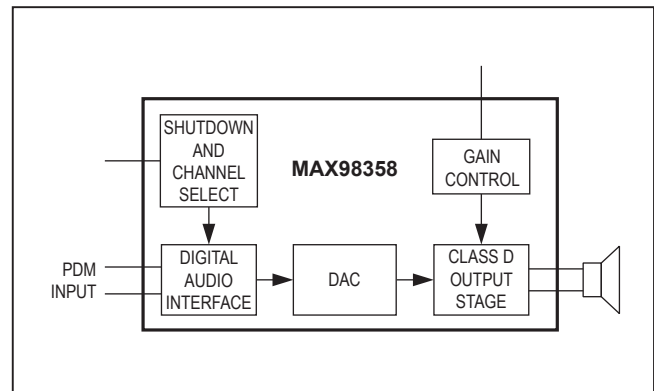 SHUTDOWN
AND
CHANNEL
SELECT
MAX98358
GAIN
CONTROL
PDM
INPUT
DIGITAL
AUDIO
INTERFACE
DAC
CLASS D
OUTPUT
STAGE